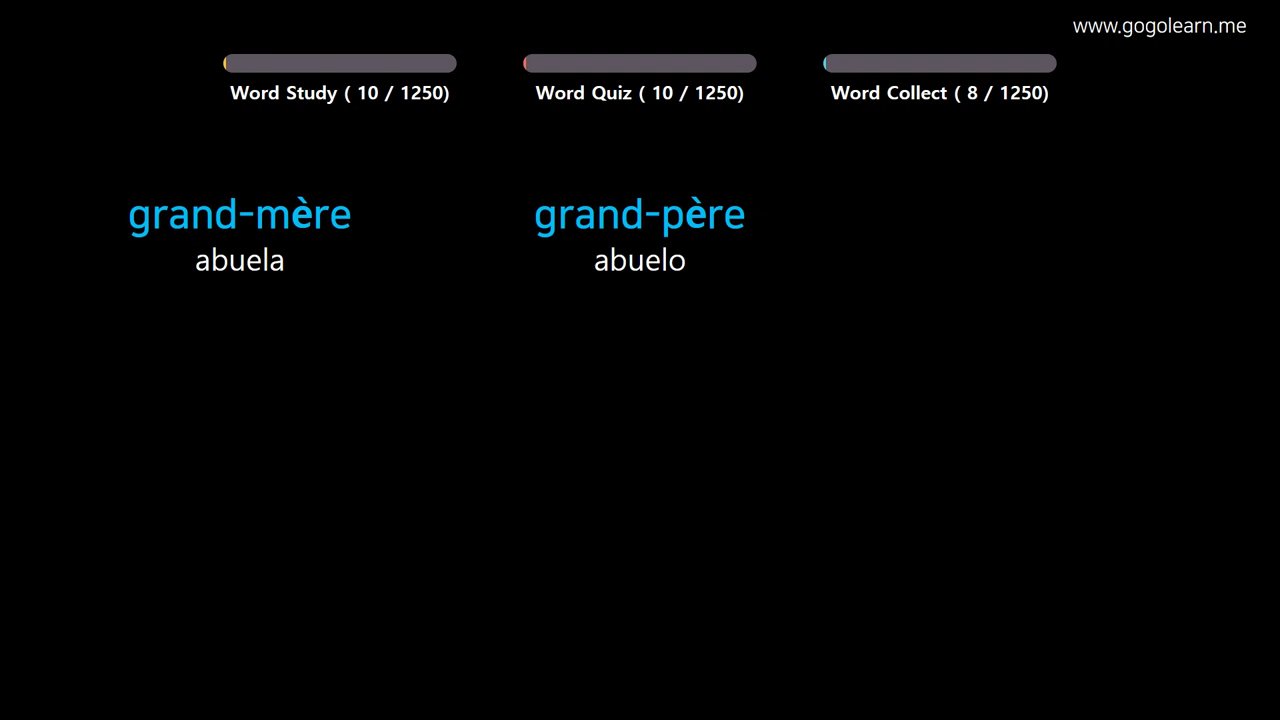 www.gogolearn.me
Word Study ( 10 / 1250)
Word Quiz ( 10 / 1250)
Word Collect ( 8 / 1250)
grand-mère
abuela
grand-père
abuelo